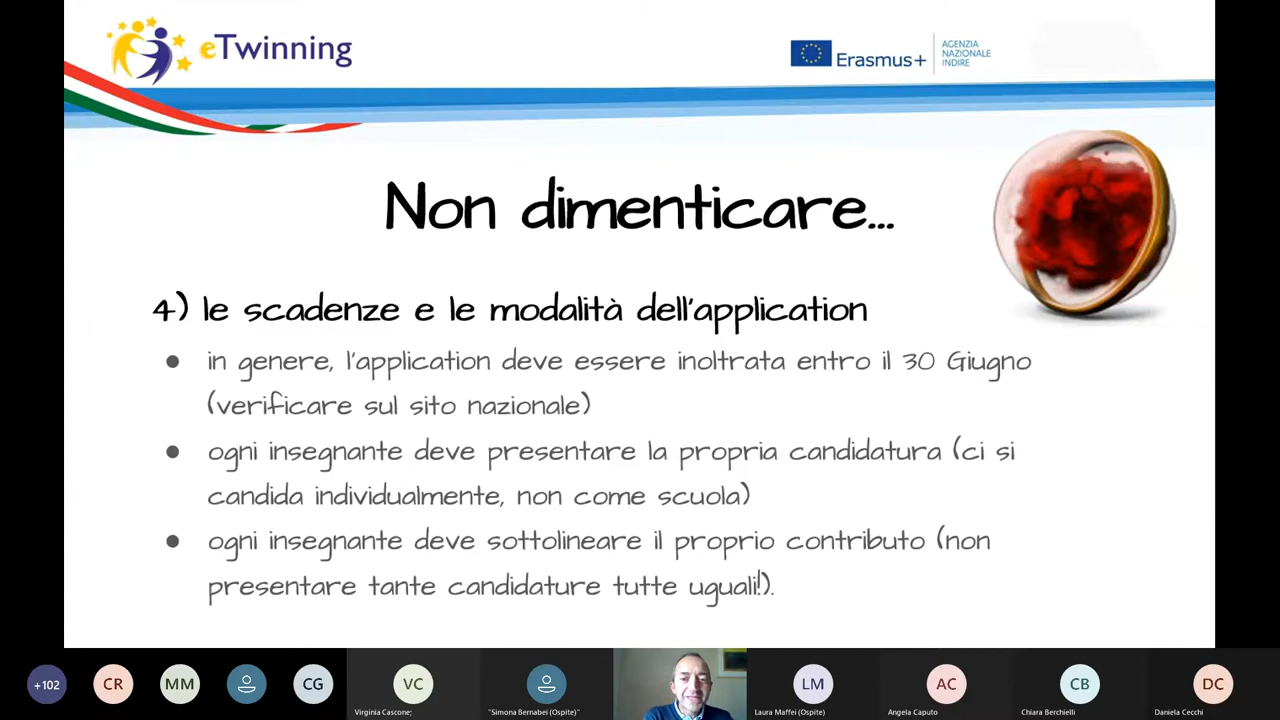 eTwinning
Erasmus+
AGENZIA
NAZIONALE
INDIRE
Non dimenticare...
4) le scadenze e le modalità dell'application
● in genere, l'application deve essere inoltrata entro il 30 Giugno
(verificare sul sito nazionale)
● ogni insegnante deve presentare la propria candidatura (ci si
candida individualmente, non come scuola)
● ogni insegnante deve sottolineare il proprio contributo (non
presentare tante candidature tutte uguali!).
+102
CR
MM
CG
VC
LM
AC
CB
DC
Virginia Cascone;
"Simona Bernabei (Ospite)"
Laura Maffei (Ospite)
Angela Caputo
Chiara Berchielli
Daniela Cecchi